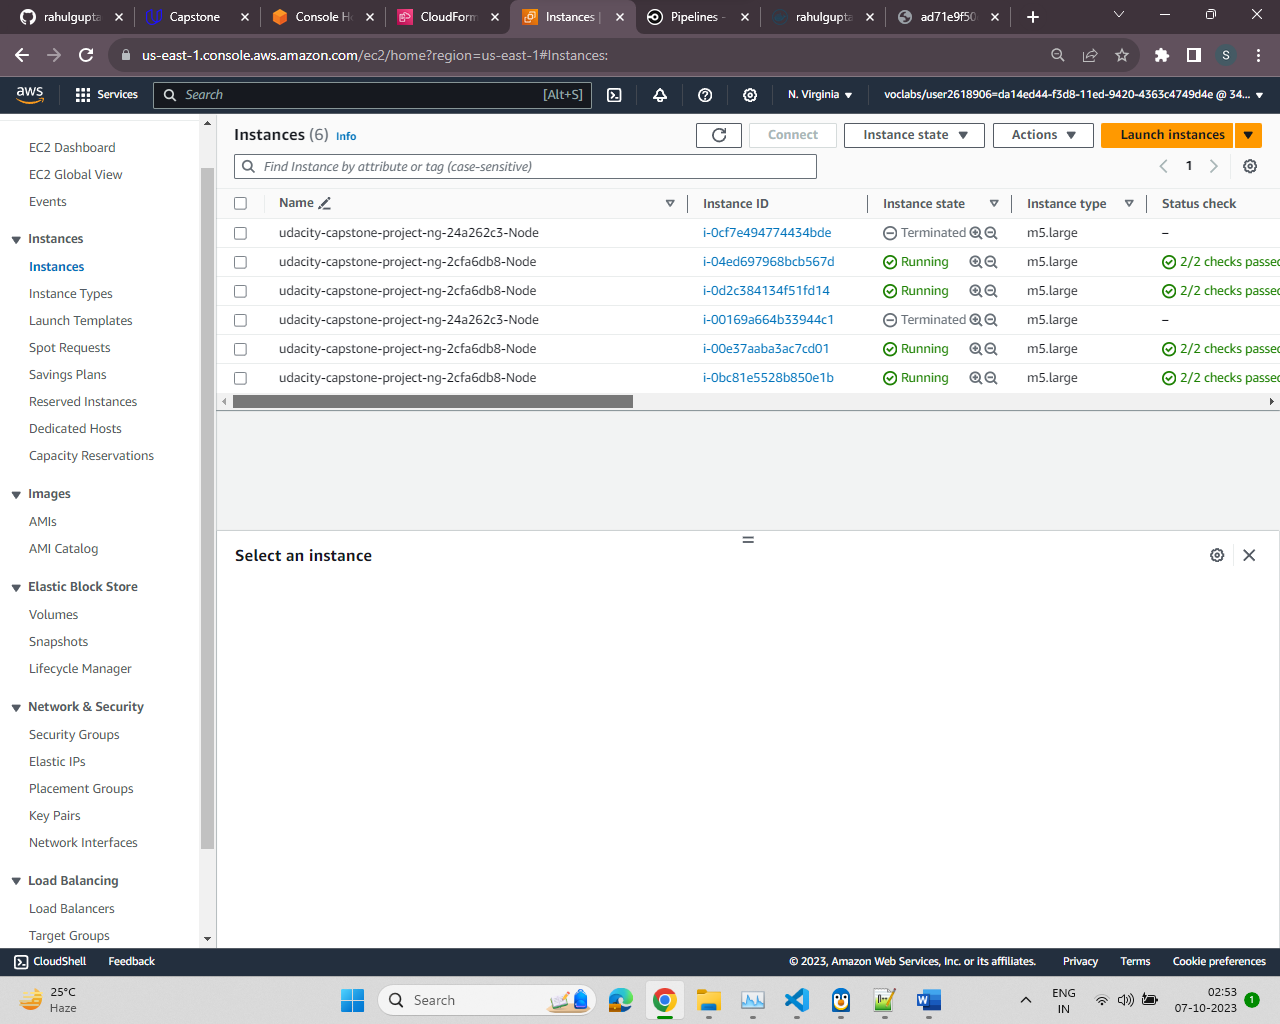 rahulgupta
Capstone
Console Ho
CloudForm
Instances |
Pipelines -
rahulgupta
ad71e9f50
us-east-1.console.aws.amazon.com/ec2/home?region=us-east-1#Instances:
S
aws
Services
Search
[Alt+S]
N. Virginia
voclabs/user2618906=da14ed44-f3d8-11ed-9420-4363c4749d4e @ 34...
EC2 Dashboard
EC2 Global View
Events
Instances
Instances
Instance Types
Launch Templates
Spot Requests
Savings Plans
Reserved Instances
Dedicated Hosts
Capacity Reservations
Images
AMIs
AMI Catalog
Elastic Block Store
Volumes
Snapshots
Lifecycle Manager
Network & Security
Security Groups
Elastic IPs
Placement Groups
Key Pairs
Network Interfaces
Load Balancing
Load Balancers
Target Groups
Instances (6) Info
Connect
Instance state
Actions
Launch instances
Find Instance by attribute or tag (case-sensitive)
1
Name Instance ID Instance state Instance type Status check
udacity-capstone-project-ng-24a262c3-Node i-0cf7e494774434bde Terminated m5.large –
udacity-capstone-project-ng-2cfa6db8-Node i-04ed697968bcb567d Running m5.large 2/2 checks passed
udacity-capstone-project-ng-2cfa6db8-Node i-0d2c384134f51fd14 Running m5.large 2/2 checks passed
udacity-capstone-project-ng-24a262c3-Node i-00169a664b33944c1 Terminated m5.large –
udacity-capstone-project-ng-2cfa6db8-Node i-00e37aaba3ac7cd01 Running m5.large 2/2 checks passed
udacity-capstone-project-ng-2cfa6db8-Node i-0bc81e5528b850e1b Running m5.large 2/2 checks passed
Select an instance
CloudShell
Feedback
© 2023, Amazon Web Services, Inc. or its affiliates.
Privacy
Terms
Cookie preferences
25°C
Haze
Search
ENG
IN
02:53
07-10-2023
1